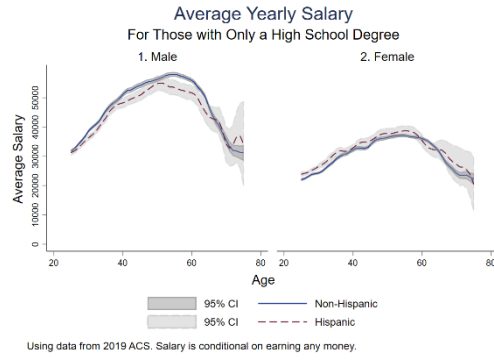 Average Yearly Salary
For Those with Only a High School Degree
1. Male
2. Female
Average Salary
50000
40000
30000
20000
10000
0
20
40
60
80
20
40
60
80
Age
95% CI
Non-Hispanic
95% CI
Hispanic
Using data from 2019 ACS. Salary is conditional on earning any money.